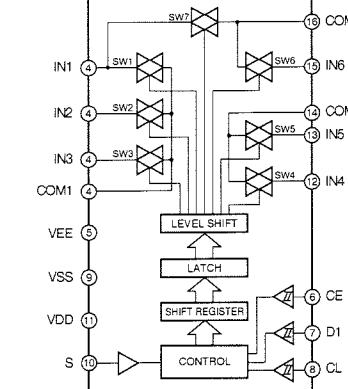 SW7
16 COM
IN1 4 SW1
SW6 15 IN6
IN2 4 SW2
14 COM
SW5 13 IN5
IN3 4 SW3
SW4 12 IN4
COM1 4
LEVEL SHIFT
VEE 5
LATCH
VSS 9
SHIFT REGISTER
6 CE
VDD 11
7 D1
S 10
CONTROL
8 CL